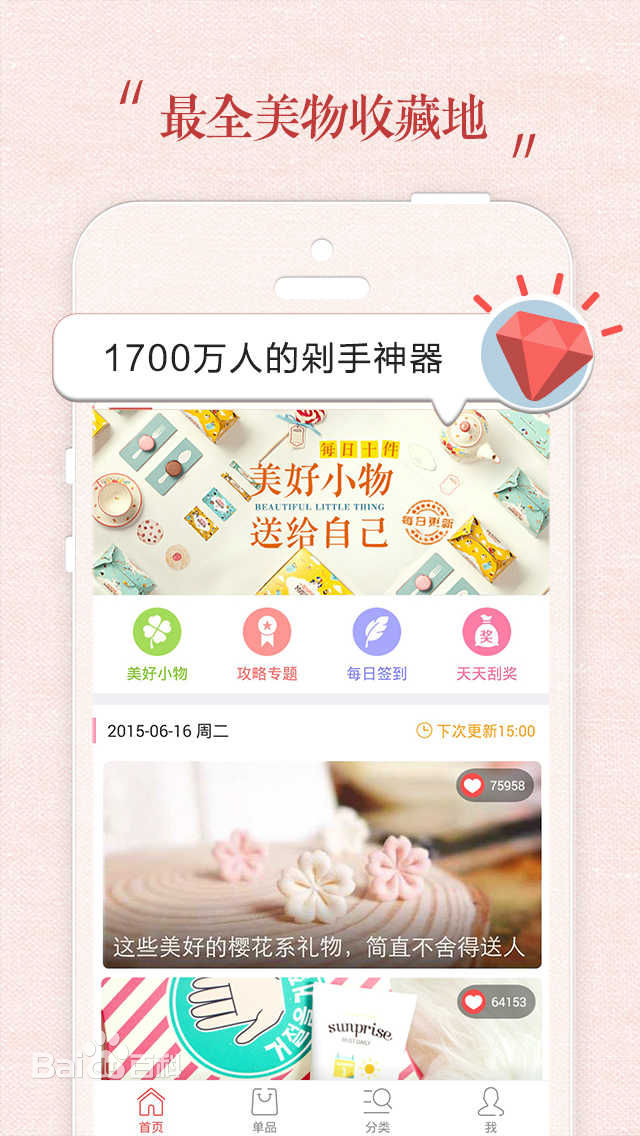 "最全美物收藏地"
1700万人的剁手神器
每日十件
美好小物
BEAUTIFUL LITTLE THING
送给自己
每日更新
美好小物
攻略专题
每日签到
奖
天天刮奖
2015-06-16 周二
下次更新15:00
75958
这些美好的樱花系礼物，简直不舍得送人
64153
sunprise
Bai百科
首页
单品
分类
我